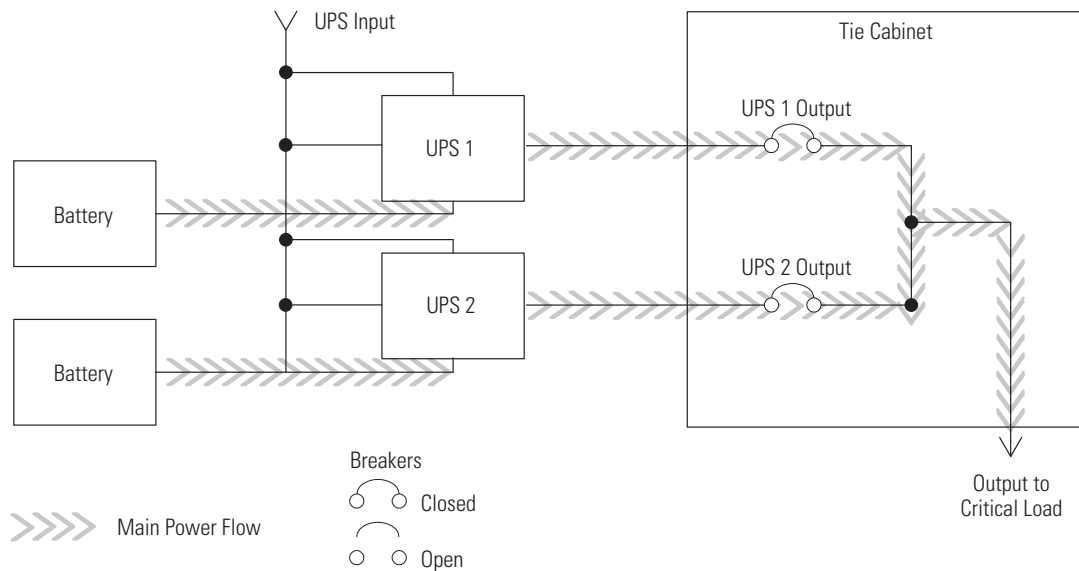 UPS Input
Tie Cabinet
UPS 1 Output
UPS 1
Battery
UPS 2 Output
UPS 2
Battery
Breakers
Closed
Output to
Critical Load
Main Power Flow
Open